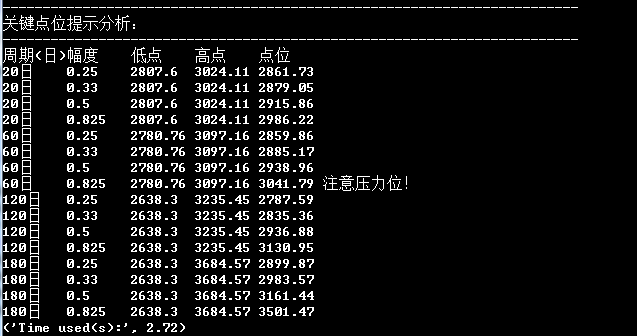 关键点位提示分析:
周期(日)幅度 低点 高点 点位
20日 0.25 2807.6 3024.11 2861.73
20日 0.33 2807.6 3024.11 2879.05
20日 0.5 2807.6 3024.11 2915.86
20日 0.825 2807.6 3024.11 2986.22
60日 0.25 2780.76 3097.16 2859.86
60日 0.33 2780.76 3097.16 2885.17
60日 0.5 2780.76 3097.16 2938.96
60日 0.825 2780.76 3097.16 3041.79 注意压力位!
120日 0.25 2638.3 3235.45 2787.59
120日 0.33 2638.3 3235.45 2835.36
120日 0.5 2638.3 3235.45 2936.88
120日 0.825 2638.3 3235.45 3130.95
180日 0.25 2638.3 3684.57 2899.87
180日 0.33 2638.3 3684.57 2983.57
180日 0.5 2638.3 3684.57 3161.44
180日 0.825 2638.3 3684.57 3501.47
('Time used(s):', 2.72)